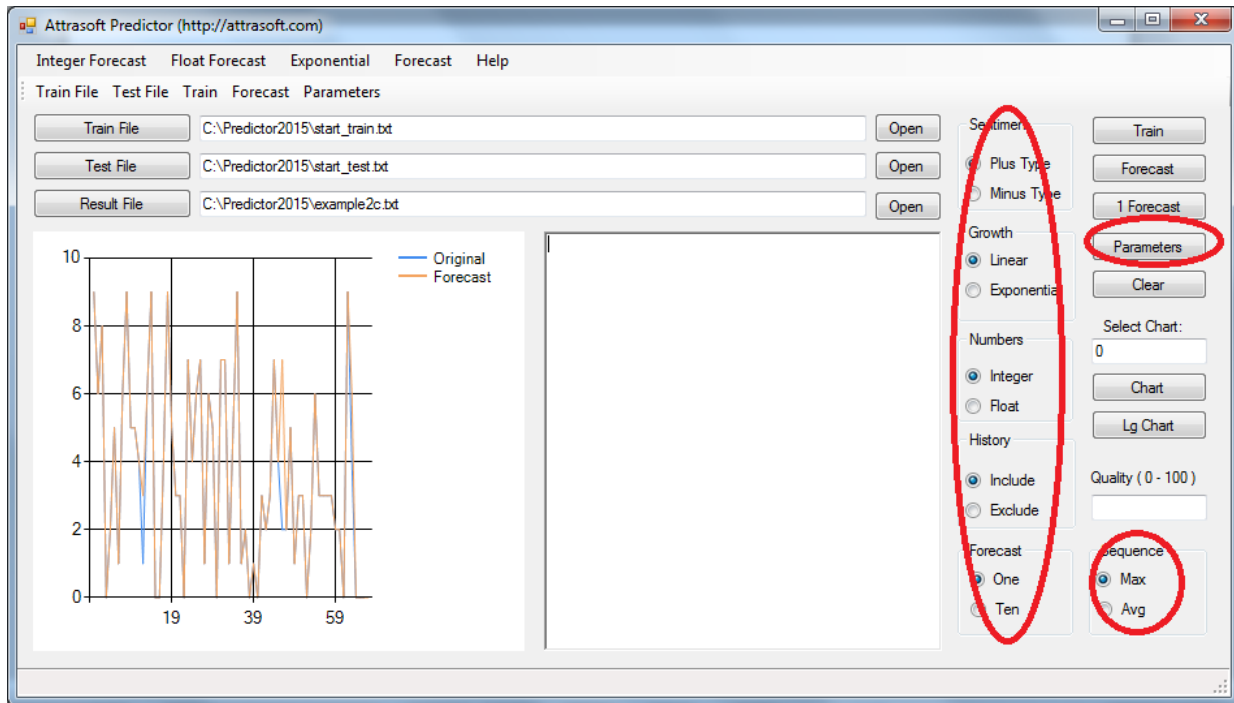 Attrasoft Predictor (http://attrasoft.com)
Integer Forecast Float Forecast Exponential Forecast Help
Train File Test File Train Forecast Parameters
Train File C:\Predictor2015\start_train.txt Open
Test File C:\Predictor2015\start_test.txt Open
Result File C:\Predictor2015\example2c.txt Open
10
8
6
4
2
0
19 39 59
Original
Forecast
Sentiment
Plus Type
Minus Type
Growth
Linear
Exponential
Numbers
Integer
Float
History
Include
Exclude
Forecast
One
Ten
Train
Forecast
1 Forecast
Parameters
Clear
Select Chart:
0
Chart
Lg Chart
Quality ( 0 - 100 )
Sequence
Max
Avg